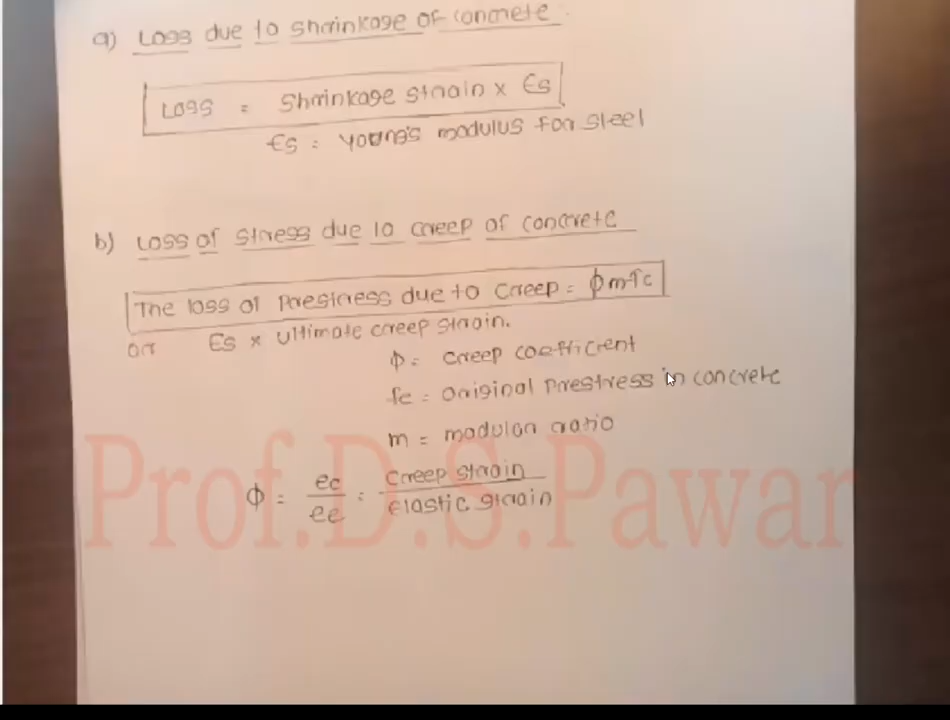 a) Loss due to shrinkage of concrete.
Loss = Shrinkage strain x Es
Es = Young's modulus for steel
b) Loss of stress due to creep of concrete
The loss of Prestress due to creep = ϕmfc
or Es x ultimate creep strain.
ϕ = creep coefficient
fc = original prestress in concrete
m = modular ratio
ϕ = ec/ee = creep strain/elastic strain
Prof.D.S.Pawar